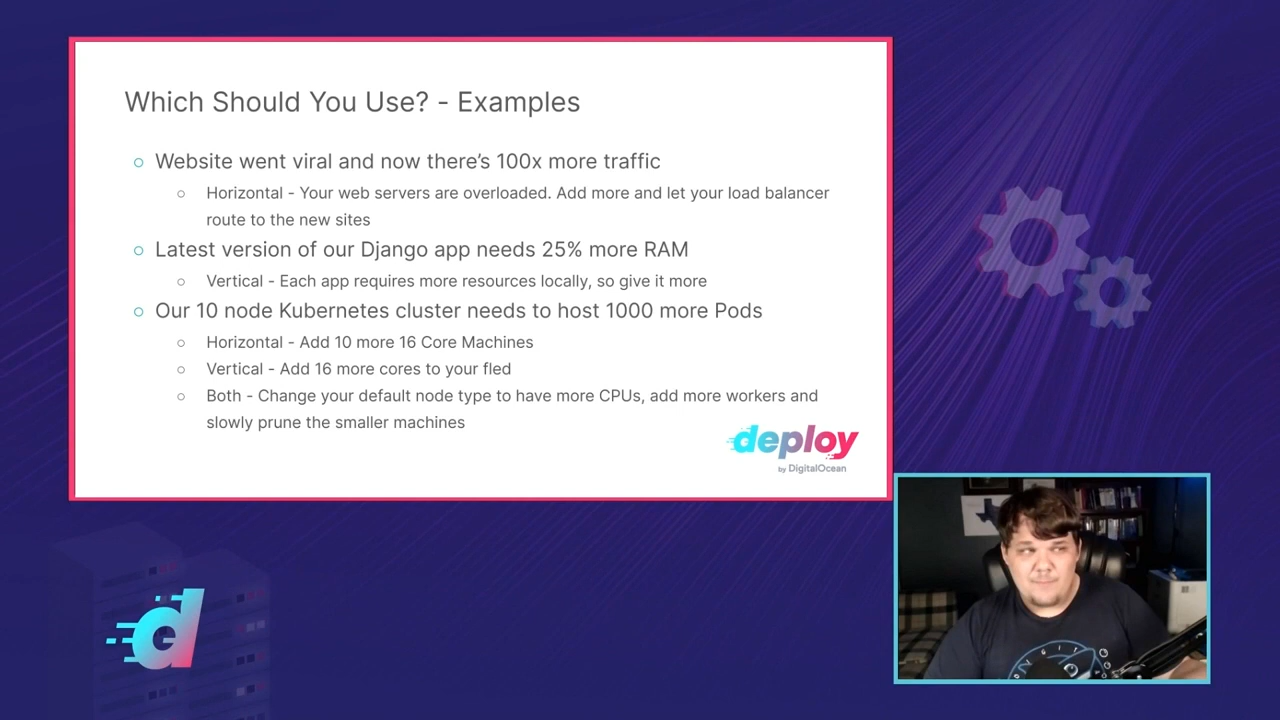 Which Should You Use? - Examples
○ Website went viral and now there's 100x more traffic
○ Horizontal - Your web servers are overloaded. Add more and let your load balancer
route to the new sites
○ Latest version of our Django app needs 25% more RAM
○ Vertical - Each app requires more resources locally, so give it more
○ Our 10 node Kubernetes cluster needs to host 1000 more Pods
○ Horizontal - Add 10 more 16 Core Machines
○ Vertical - Add 16 more cores to your fled
○ Both - Change your default node type to have more CPUs, add more workers and
slowly prune the smaller machines
deploy
by DigitalOcean
d